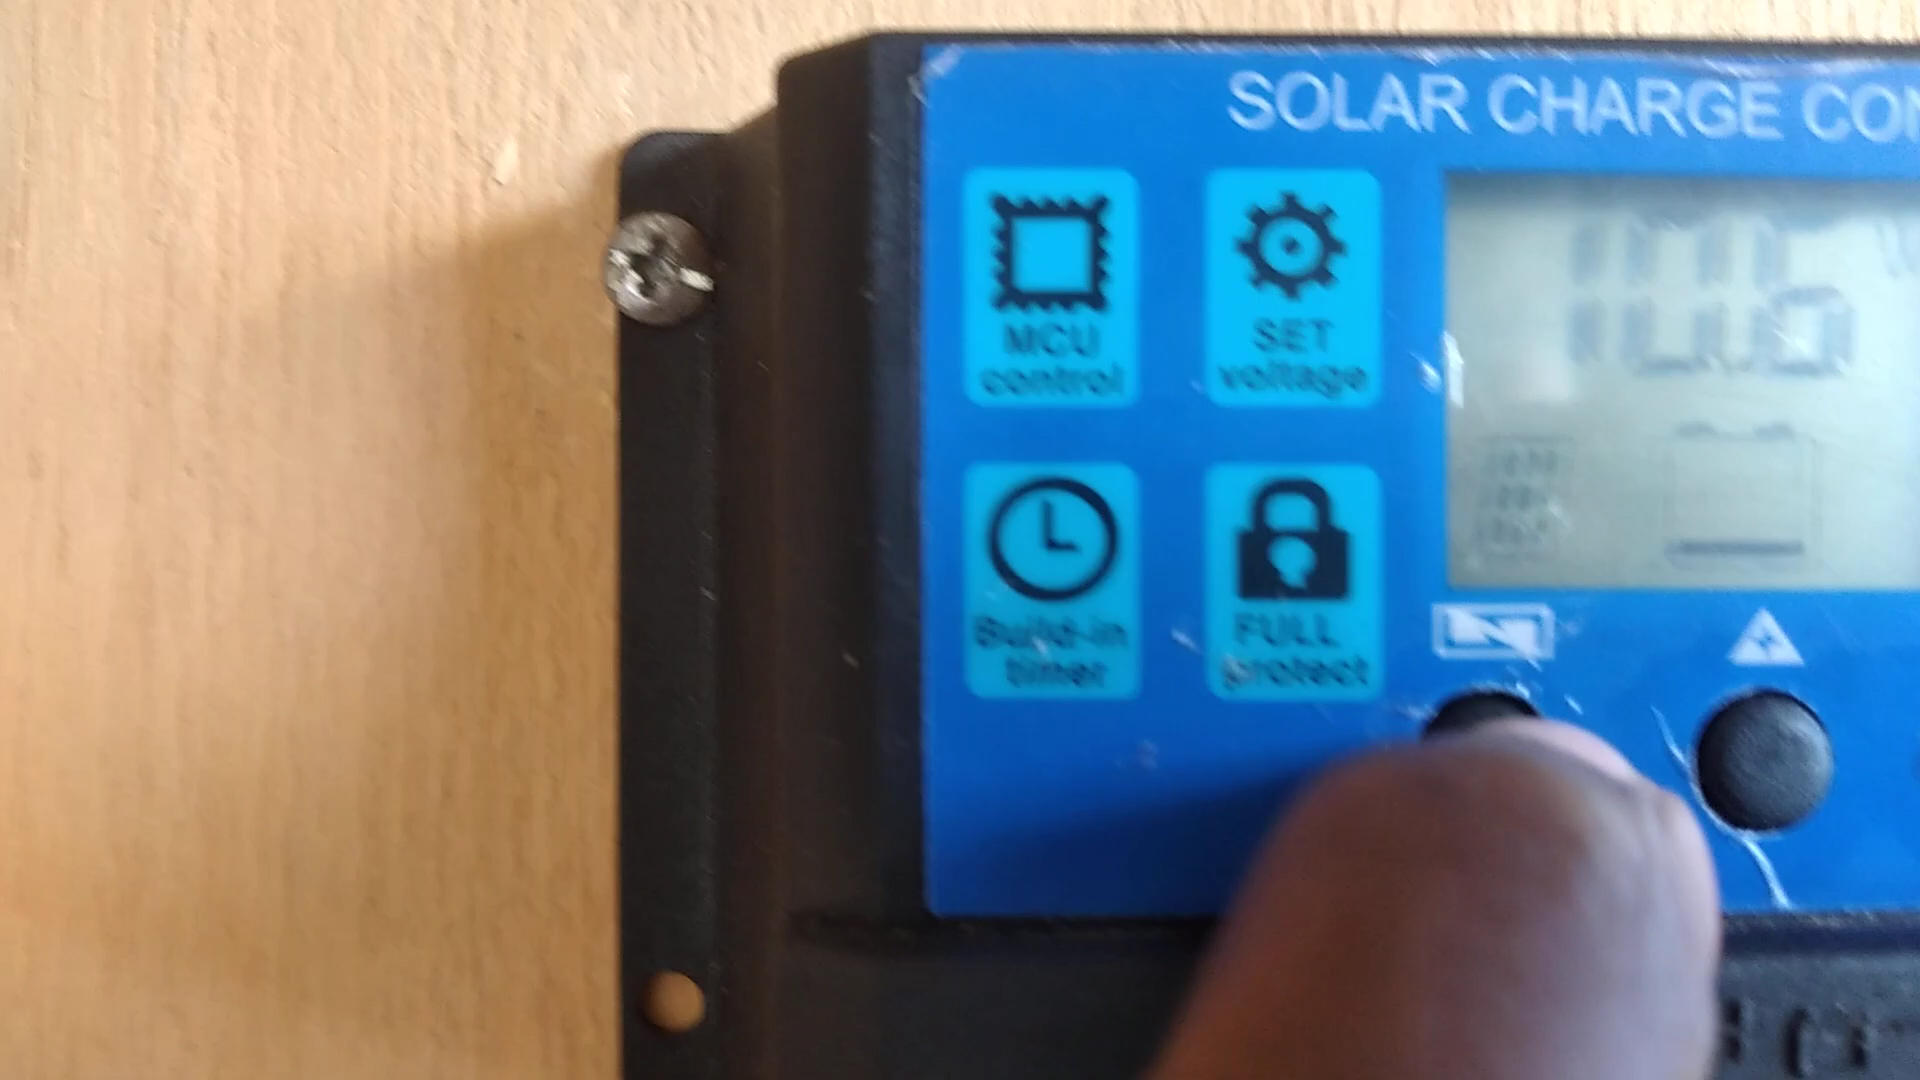 SOLAR CHARGE CON
MCU
control
SET
voltage
Build-in
timer
FULL
protect